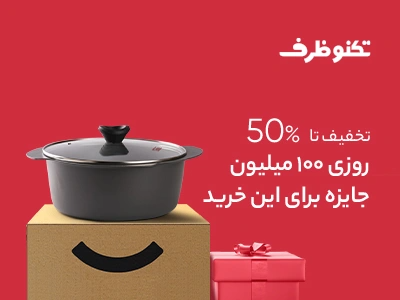 تکنوظرف
تخفیف تا 50%
روزی ۱۰۰ میلیون
جایزه برای این خرید